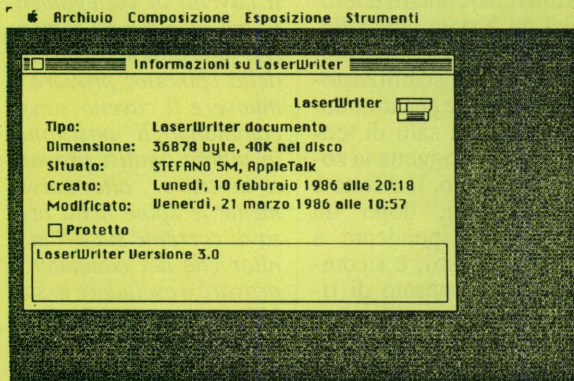 Archivio Composizione Esposizione Strumenti
Informazioni su LaserWriter
LaserWriter
Tipo: LaserWriter documento
Dimensione: 36878 byte, 40K nel disco
Situato: STEFANO SM, AppleTalk
Creato: Lunedì, 10 febbraio 1986 alle 20:18
Modificato: Venerdì, 21 marzo 1986 alle 10:57
Protetto
LaserWriter Versione 3.0